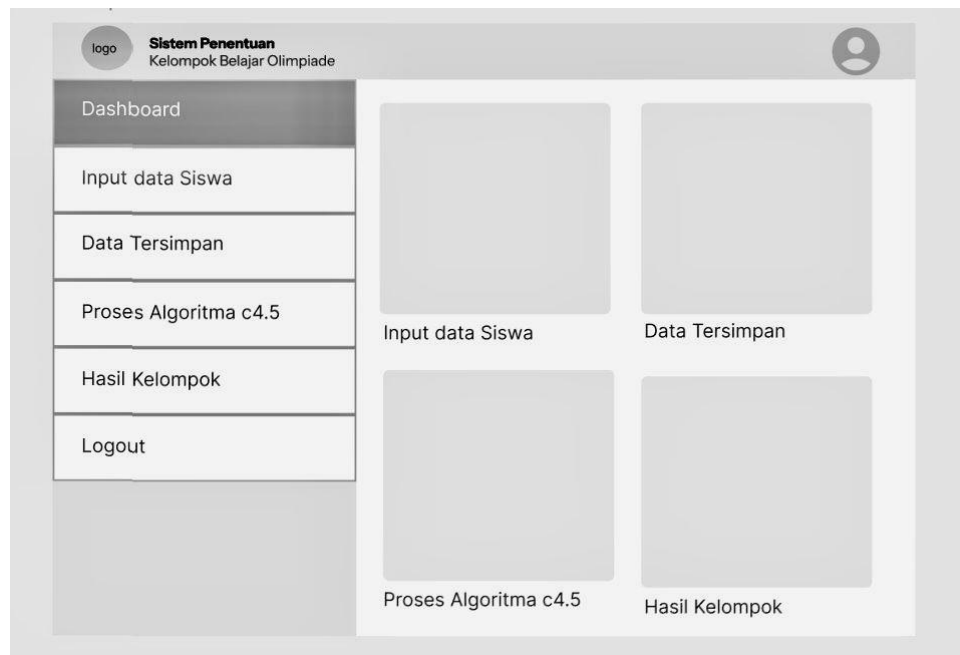 logo
Sistem Penentuan
Kelompok Belajar Olimpiade
Dashboard
Input data Siswa
Data Tersimpan
Proses Algoritma c4.5
Hasil Kelompok
Logout
Input data Siswa
Data Tersimpan
Proses Algoritma c4.5
Hasil Kelompok